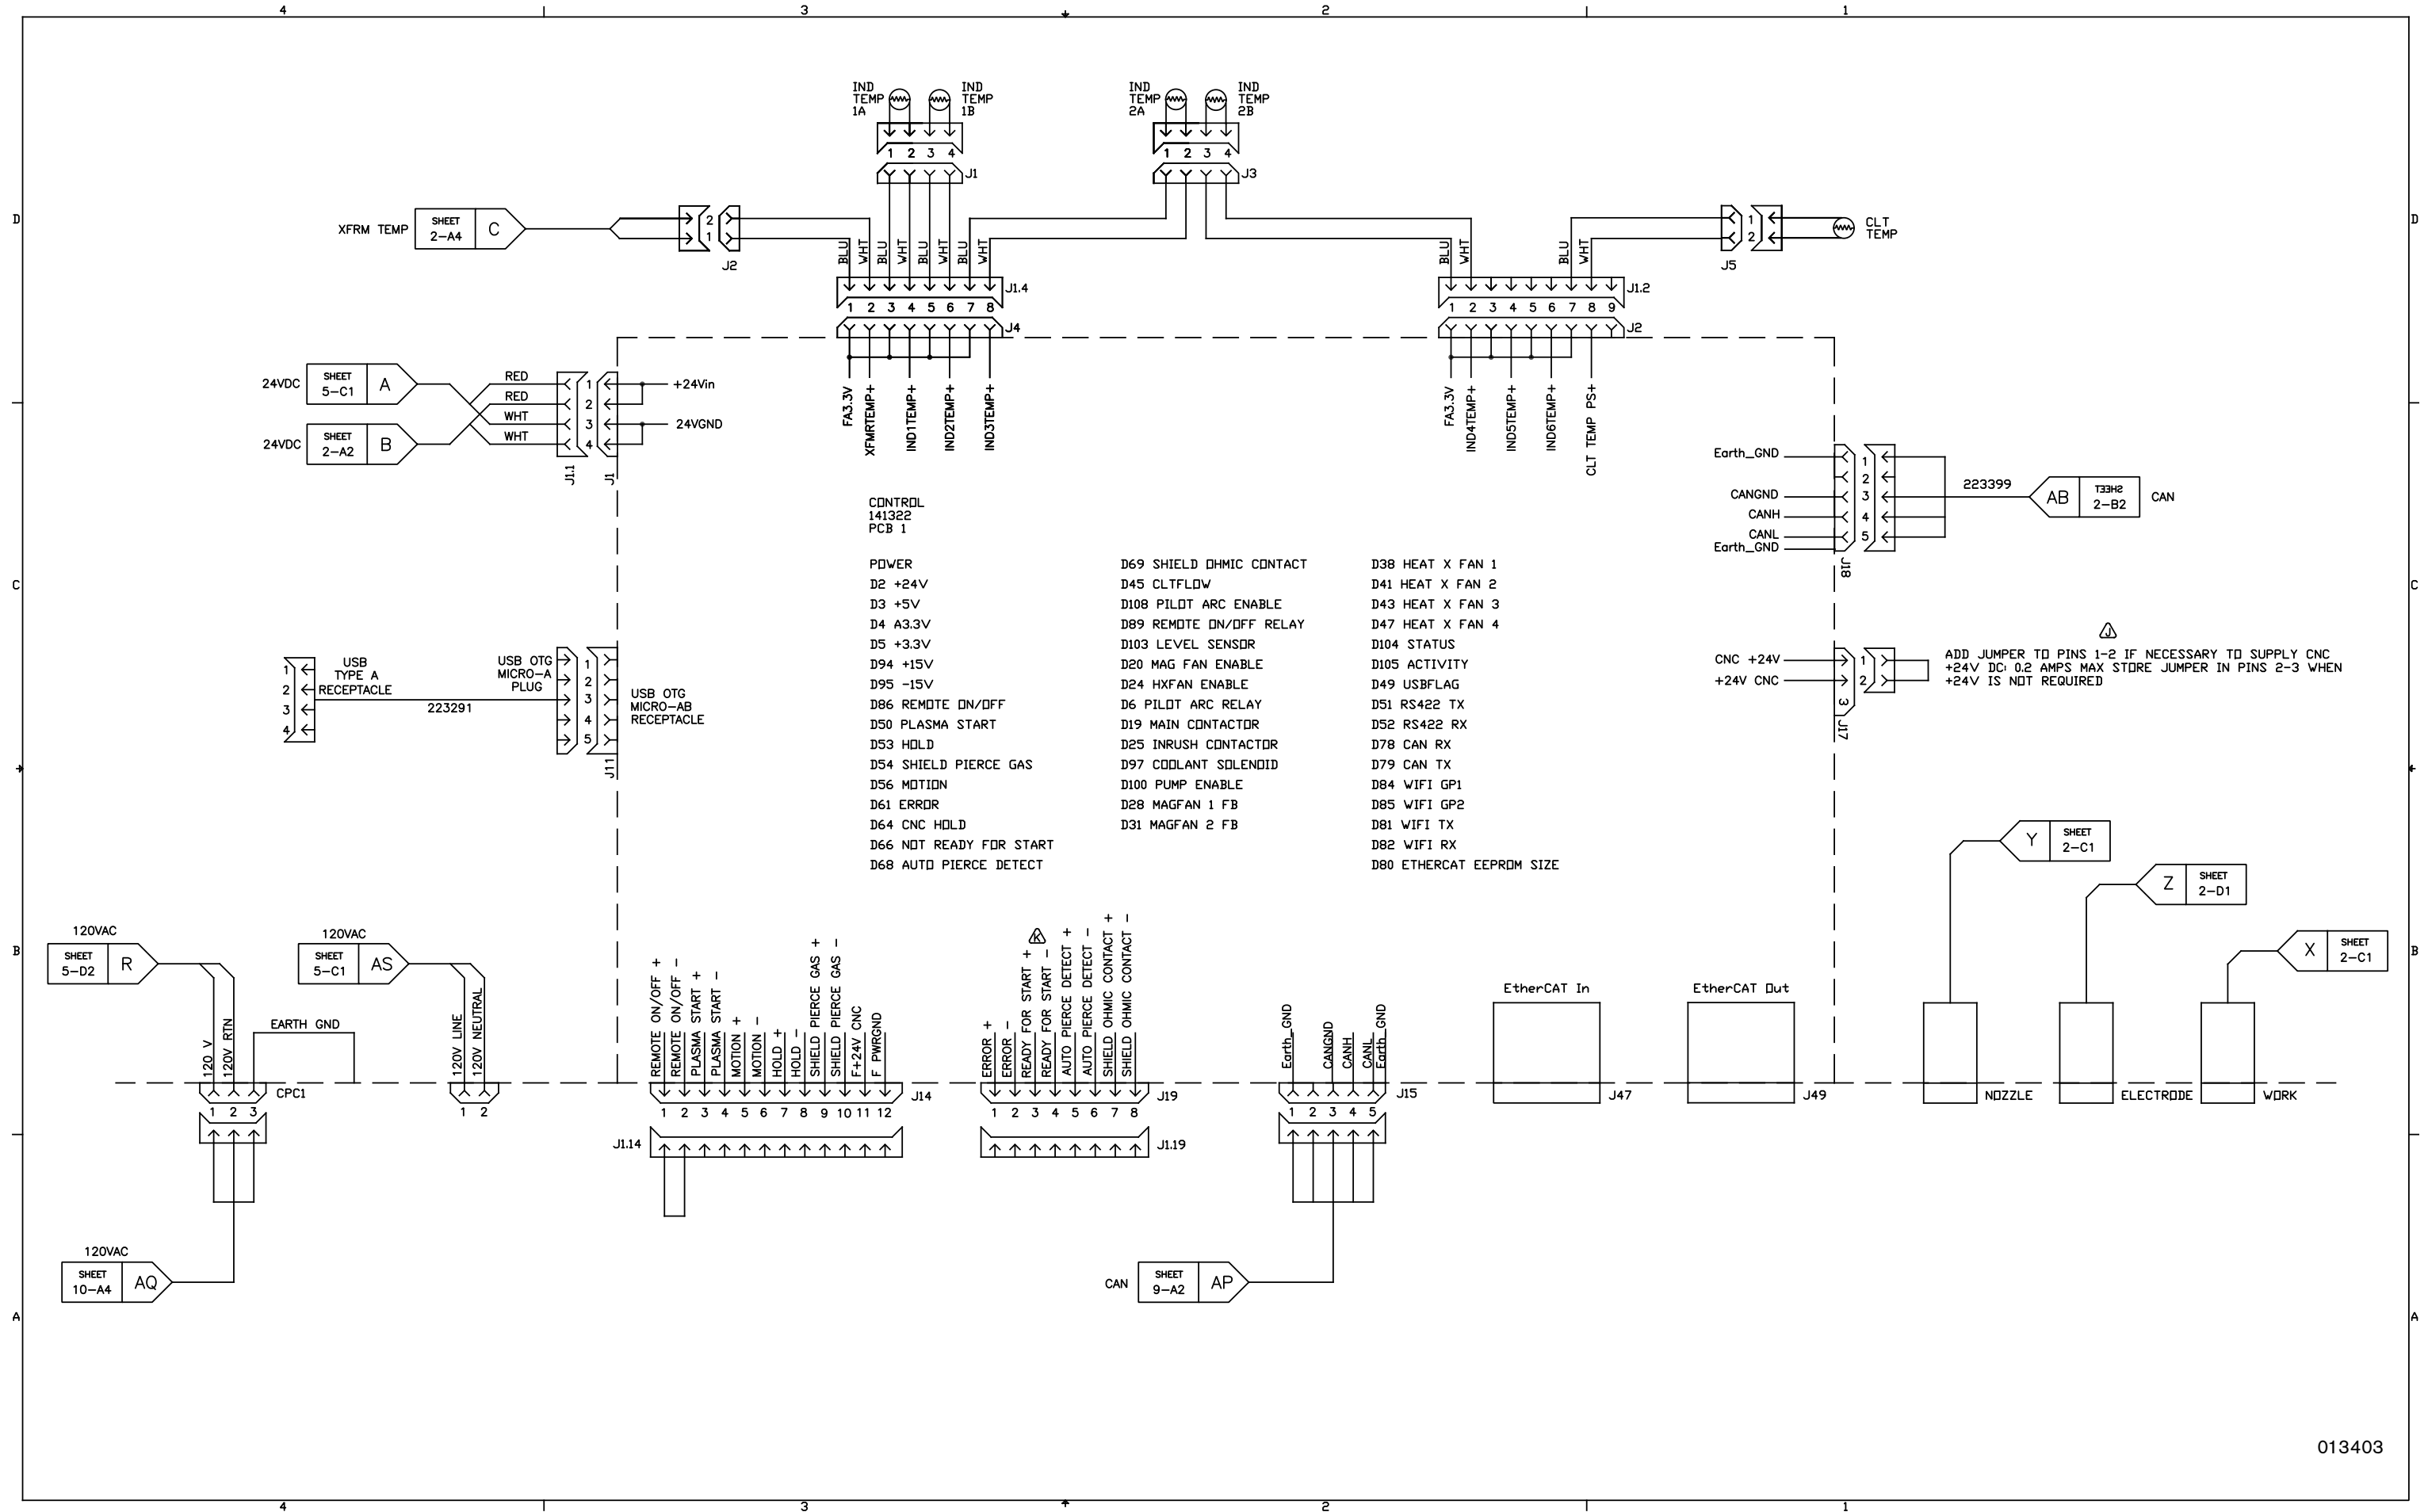 4 3 2 1
IND
TEMP
1A
IND
TEMP
1B
1 2 3 4
J1
IND
TEMP
2A
IND
TEMP
2B
1 2 3 4
J3
D
XFRM TEMP
SHEET
2-A4
C
2
1
J2
BLU WHT BLU WHT BLU WHT BLU WHT
J1.4
1 2 3 4 5 6 7 8
J4
FA3.3V
XFMRTEMP+
IND1TEMP+
IND2TEMP+
IND3TEMP+
BLU WHT BLU WHT
J1.2
1 2 3 4 5 6 7 8 9
J2
FA3.3V
IND4TEMP+
IND5TEMP+
IND6TEMP+
CLT TEMP PS+
1
2
J5
CLT
TEMP
D
24VDC
SHEET
5-C1
A
24VDC
SHEET
2-A2
B
RED
RED
WHT
WHT
1
2
3
4
J1.1
J1
+24Vin
24VGND
Earth_GND
CANGND
CANH
CANL
Earth_GND
1
2
3
4
5
J18
223399
AB
SHEET
2-B2
CAN
CONTROL
141322
PCB 1
C
POWER
D2 +24V
D3 +5V
D4 A3.3V
D5 +3.3V
D94 +15V
D95 -15V
D86 REMOTE ON/OFF
D50 PLASMA START
D53 HOLD
D54 SHIELD PIERCE GAS
D56 MOTION
D61 ERROR
D64 CNC HOLD
D66 NOT READY FOR START
D68 AUTO PIERCE DETECT
D69 SHIELD OHMIC CONTACT
D45 CLTFLOW
D108 PILOT ARC ENABLE
D89 REMOTE ON/OFF RELAY
D103 LEVEL SENSOR
D20 MAG FAN ENABLE
D24 HXFAN ENABLE
D6 PILOT ARC RELAY
D19 MAIN CONTACTOR
D25 INRUSH CONTACTOR
D97 COOLANT SOLENOID
D100 PUMP ENABLE
D28 MAGFAN 1 FB
D31 MAGFAN 2 FB
D38 HEAT X FAN 1
D41 HEAT X FAN 2
D43 HEAT X FAN 3
D47 HEAT X FAN 4
D104 STATUS
D105 ACTIVITY
D49 USBFLAG
D51 RS422 TX
D52 RS422 RX
D78 CAN RX
D79 CAN TX
D84 WIFI GP1
D85 WIFI GP2
D81 WIFI TX
D82 WIFI RX
D80 ETHERCAT EEPROM SIZE
C
1
2
3
4
USB
TYPE A
RECEPTACLE
223291
USB OTG
MICRO-A
PLUG
1
2
3
4
5
J11
USB OTG
MICRO-AB
RECEPTACLE
CNC +24V
+24V CNC
1
2
3
J17
J
ADD JUMPER TO PINS 1-2 IF NECESSARY TO SUPPLY CNC
+24V DC: 0.2 AMPS MAX STORE JUMPER IN PINS 2-3 WHEN
+24V IS NOT REQUIRED
Y
SHEET
2-C1
Z
SHEET
2-D1
X
SHEET
2-C1
B
120VAC
SHEET
5-D2
R
120 V
120V RTN
EARTH GND
CPC1
1 2 3
120VAC
SHEET
5-C1
AS
120V LINE
120V NEUTRAL
1 2
REMOTE ON/OFF +
REMOTE ON/OFF -
PLASMA START +
PLASMA START -
MOTION +
MOTION -
HOLD +
HOLD -
SHIELD PIERCE GAS +
SHIELD PIERCE GAS -
F+24V CNC
F PWRGND
J14
1 2 3 4 5 6 7 8 9 10 11 12
J1.14
K
ERROR +
ERROR -
READY FOR START +
READY FOR START -
AUTO PIERCE DETECT +
AUTO PIERCE DETECT -
SHIELD OHMIC CONTACT +
SHIELD OHMIC CONTACT -
J19
1 2 3 4 5 6 7 8
J1.19
Earth_GND
CANGND
CANH
CANL
Earth_GND
J15
1 2 3 4 5
EtherCAT In
J47
EtherCAT Out
J49
NOZZLE
ELECTRODE
WORK
B
120VAC
SHEET
10-A4
AQ
CAN
SHEET
9-A2
AP
A
A
013403
4 3 2 1